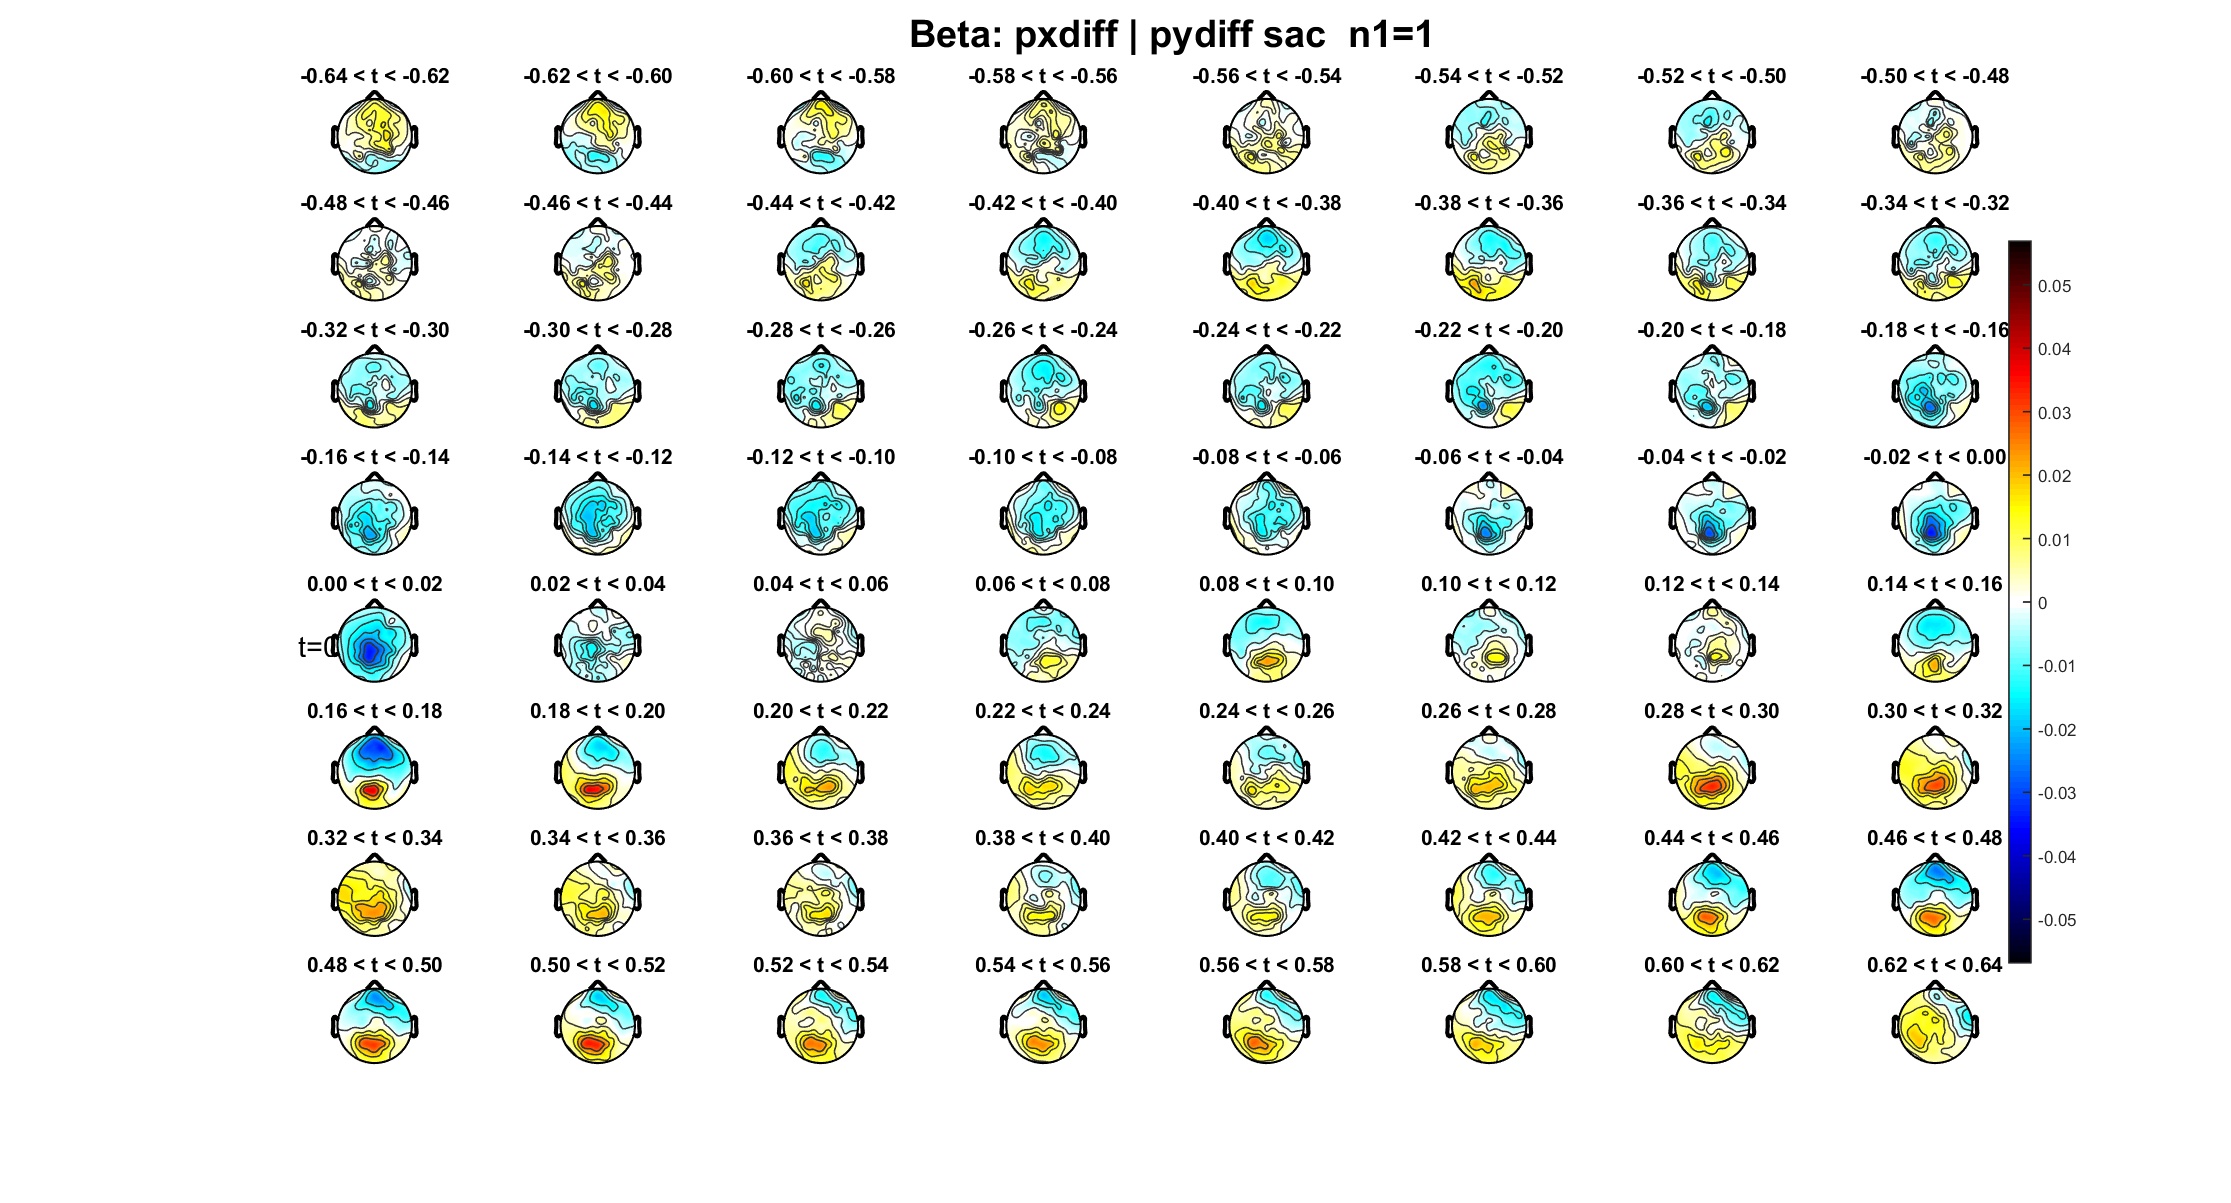 Beta: pxdiff | pydiff sac  n1=1
-0.64 < t < -0.62 -0.62 < t < -0.60 -0.60 < t < -0.58 -0.58 < t < -0.56 -0.56 < t < -0.54 -0.54 < t < -0.52 -0.52 < t < -0.50 -0.50 < t < -0.48
-0.48 < t < -0.46 -0.46 < t < -0.44 -0.44 < t < -0.42 -0.42 < t < -0.40 -0.40 < t < -0.38 -0.38 < t < -0.36 -0.36 < t < -0.34 -0.34 < t < -0.32
-0.32 < t < -0.30 -0.30 < t < -0.28 -0.28 < t < -0.26 -0.26 < t < -0.24 -0.24 < t < -0.22 -0.22 < t < -0.20 -0.20 < t < -0.18 -0.18 < t < -0.16
-0.16 < t < -0.14 -0.14 < t < -0.12 -0.12 < t < -0.10 -0.10 < t < -0.08 -0.08 < t < -0.06 -0.06 < t < -0.04 -0.04 < t < -0.02 -0.02 < t < 0.00
0.00 < t < 0.02 0.02 < t < 0.04 0.04 < t < 0.06 0.06 < t < 0.08 0.08 < t < 0.10 0.10 < t < 0.12 0.12 < t < 0.14 0.14 < t < 0.16
t=0
0.16 < t < 0.18 0.18 < t < 0.20 0.20 < t < 0.22 0.22 < t < 0.24 0.24 < t < 0.26 0.26 < t < 0.28 0.28 < t < 0.30 0.30 < t < 0.32
0.32 < t < 0.34 0.34 < t < 0.36 0.36 < t < 0.38 0.38 < t < 0.40 0.40 < t < 0.42 0.42 < t < 0.44 0.44 < t < 0.46 0.46 < t < 0.48
0.48 < t < 0.50 0.50 < t < 0.52 0.52 < t < 0.54 0.54 < t < 0.56 0.56 < t < 0.58 0.58 < t < 0.60 0.60 < t < 0.62 0.62 < t < 0.64
0.05
0.04
0.03
0.02
0.01
0
-0.01
-0.02
-0.03
-0.04
-0.05